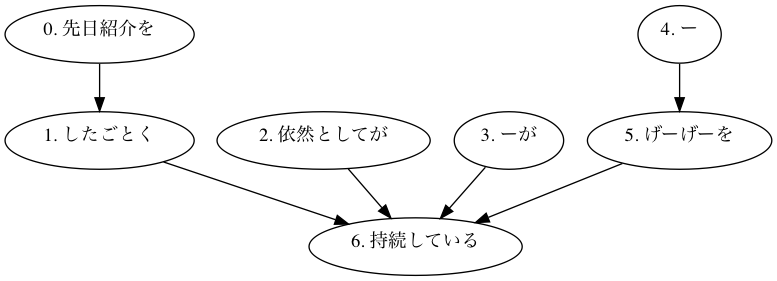 0. 先日紹介を
4. ー
1. したごとく
2. 依然としてが
3. ーが
5. げーげーを
6. 持続している